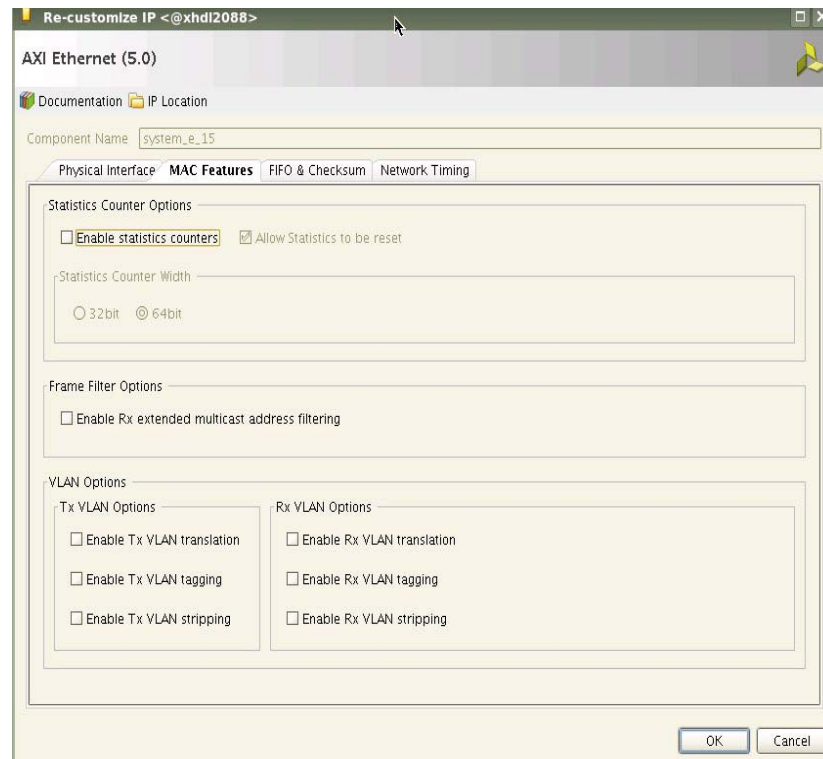 Re-customize IP <@xhdl2088>
AXI Ethernet (5.0)
Documentation IP Location
Component Name system_e_15
Physical Interface MAC Features FIFO & Checksum Network Timing
Statistics Counter Options
Enable statistics counters Allow Statistics to be reset
Statistics Counter Width
32bit 64bit
Frame Filter Options
Enable Rx extended multicast address filtering
VLAN Options
Tx VLAN Options Rx VLAN Options
Enable Tx VLAN translation Enable Rx VLAN translation
Enable Tx VLAN tagging Enable Rx VLAN tagging
Enable Tx VLAN stripping Enable Rx VLAN stripping
OK Cancel